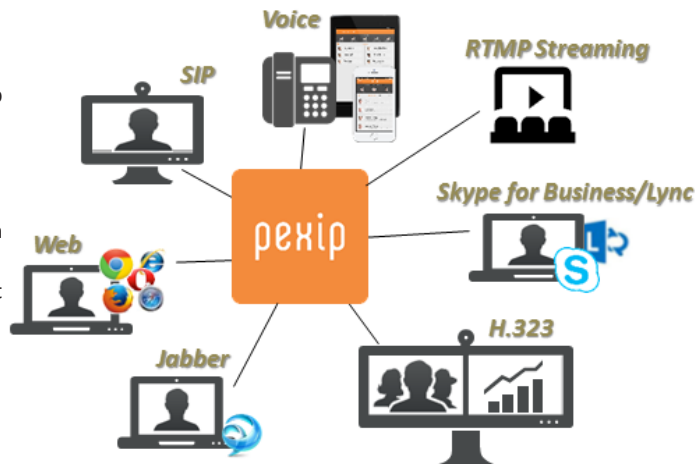 Voice
RTMP Streaming
SIP
Skype for Business/Lync
pexip
Web
H.323
Jabber